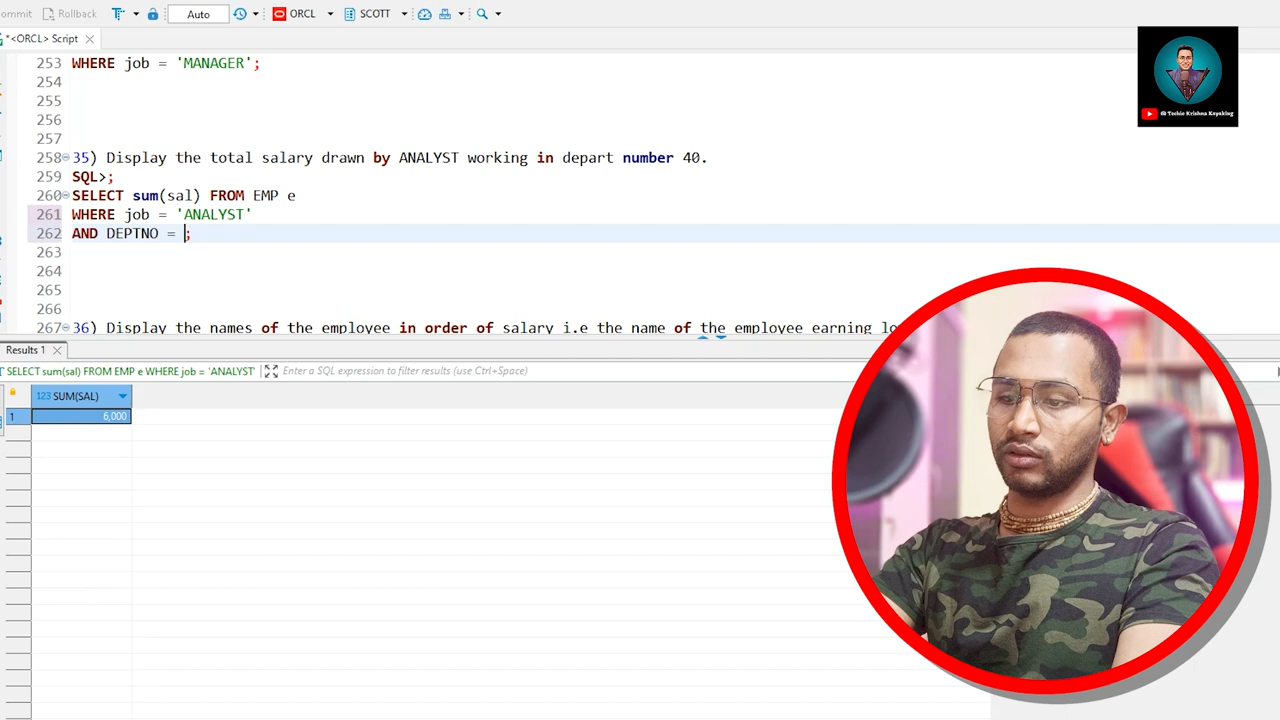 Rollback
Auto
ORCL
SCOTT
*<ORCL> Script
253 WHERE job = 'MANAGER';
254
255
256
257
258 35) Display the total salary drawn by ANALYST working in depart number 40.
259 SQL>;
260 SELECT sum(sal) FROM EMP e
261 WHERE job = 'ANALYST'
262 AND DEPTNO = ;
263
264
265
266
267 36) Display the names of the employee in order of salary i.e the name of the employee earning
Results 1
SELECT sum(sal) FROM EMP e WHERE job = 'ANALYST'
Enter a SQL expression to filter results (use Ctrl+Space)
123 SUM(SAL)
1 6,000
@ Techie Krishna Kayaking